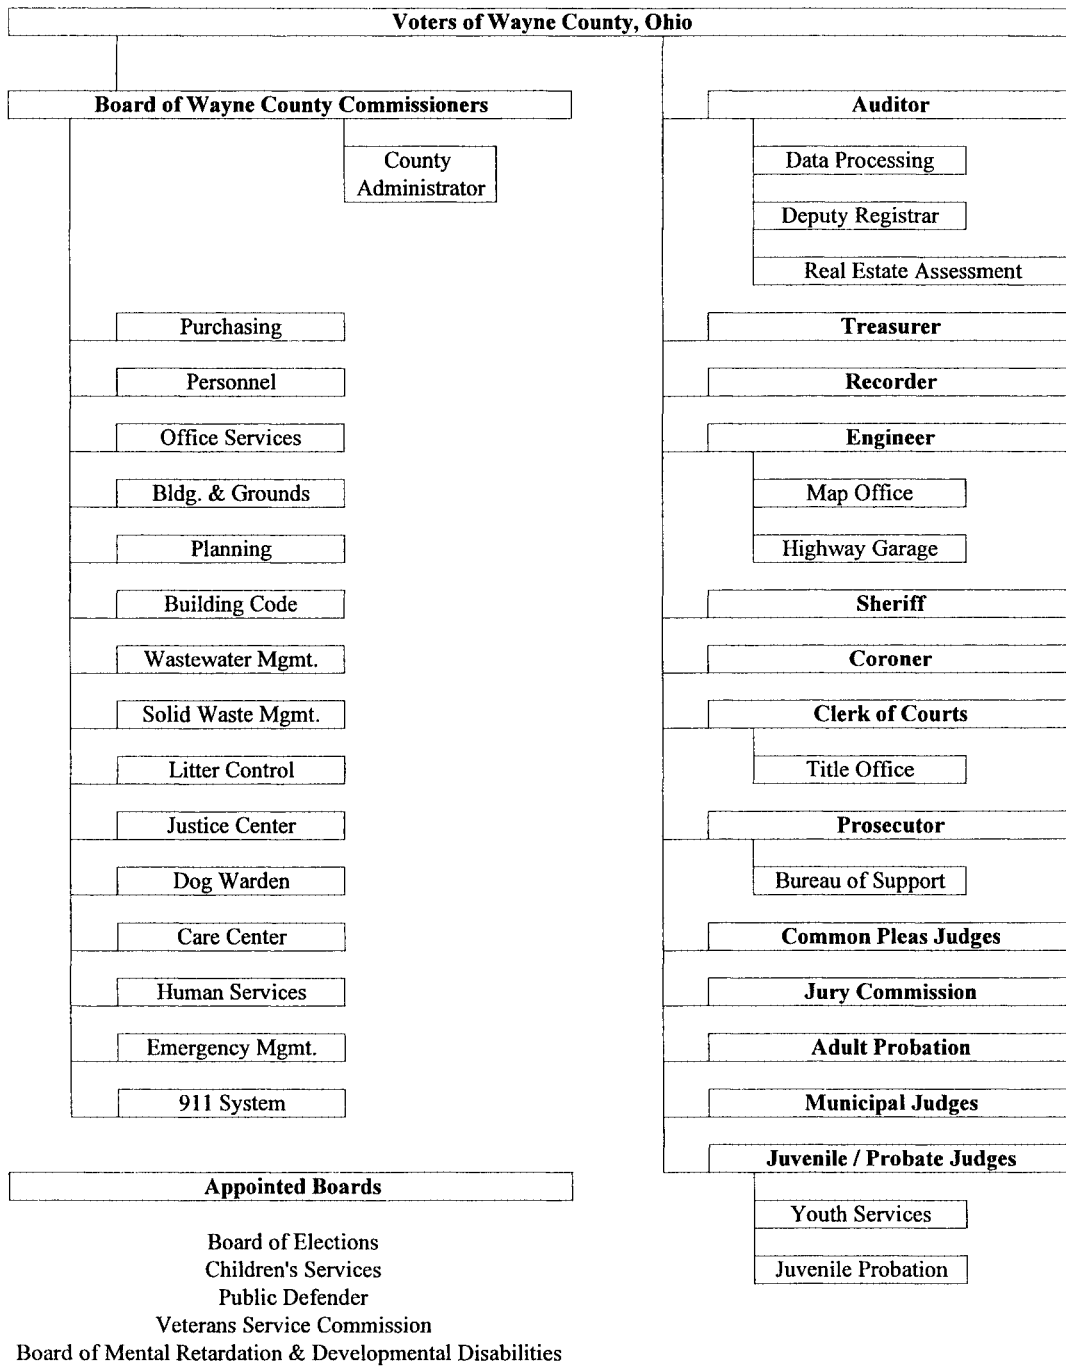 Voters of Wayne County, Ohio
Board of Wayne County Commissioners
County
Administrator
Purchasing
Personnel
Office Services
Bldg. & Grounds
Planning
Building Code
Wastewater Mgmt.
Solid Waste Mgmt.
Litter Control
Justice Center
Dog Warden
Care Center
Human Services
Emergency Mgmt.
911 System
Appointed Boards
Board of Elections
Children's Services
Public Defender
Veterans Service Commission
Board of Mental Retardation & Developmental Disabilities
Auditor
Data Processing
Deputy Registrar
Real Estate Assessment
Treasurer
Recorder
Engineer
Map Office
Highway Garage
Sheriff
Coroner
Clerk of Courts
Title Office
Prosecutor
Bureau of Support
Common Pleas Judges
Jury Commission
Adult Probation
Municipal Judges
Juvenile / Probate Judges
Youth Services
Juvenile Probation